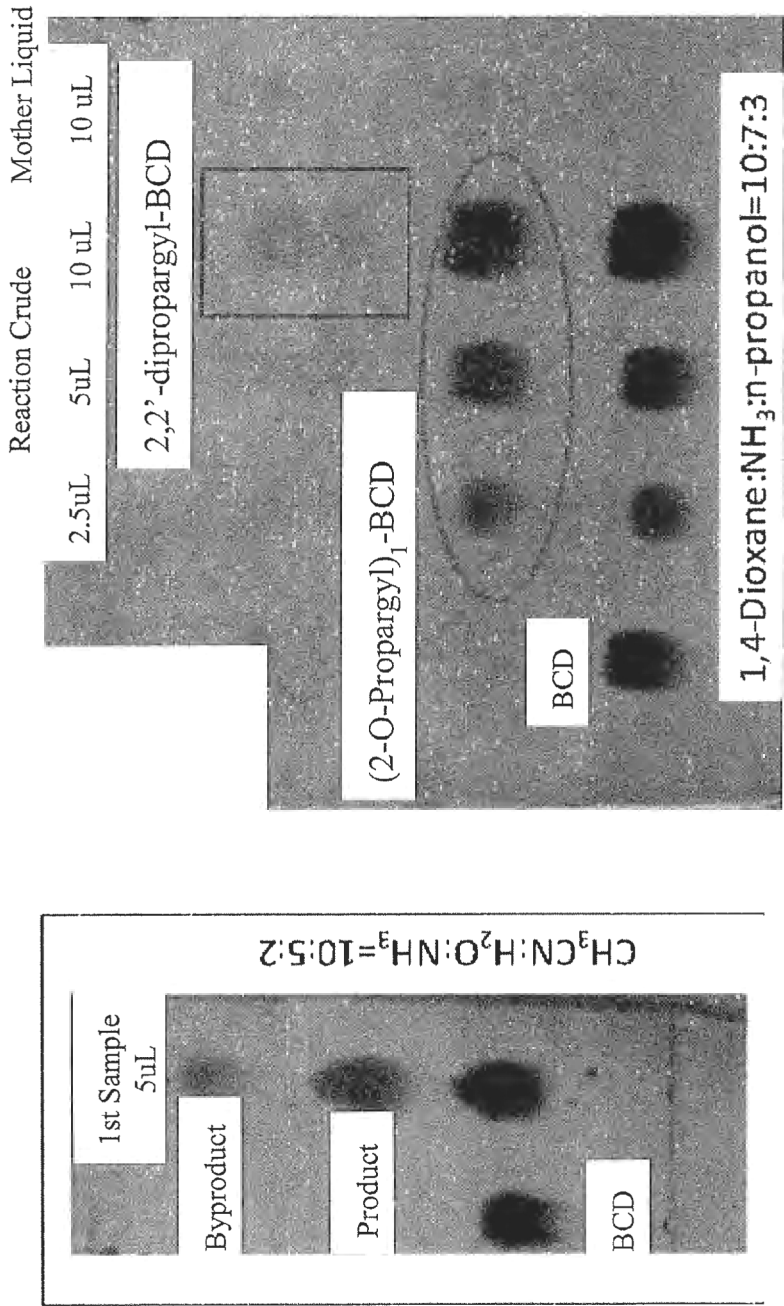 1st Sample
5uL
Byproduct
Product
BCD
CH₃CN:H₂O:NH₃=10:5:2
Reaction Crude Mother Liquid
2.5uL 5uL 10 uL 10 uL
2,2’-dipropargyl-BCD
(2-O-Propargyl)₁-BCD
BCD
1,4-Dioxane:NH₃:n-propanol=10:7:3